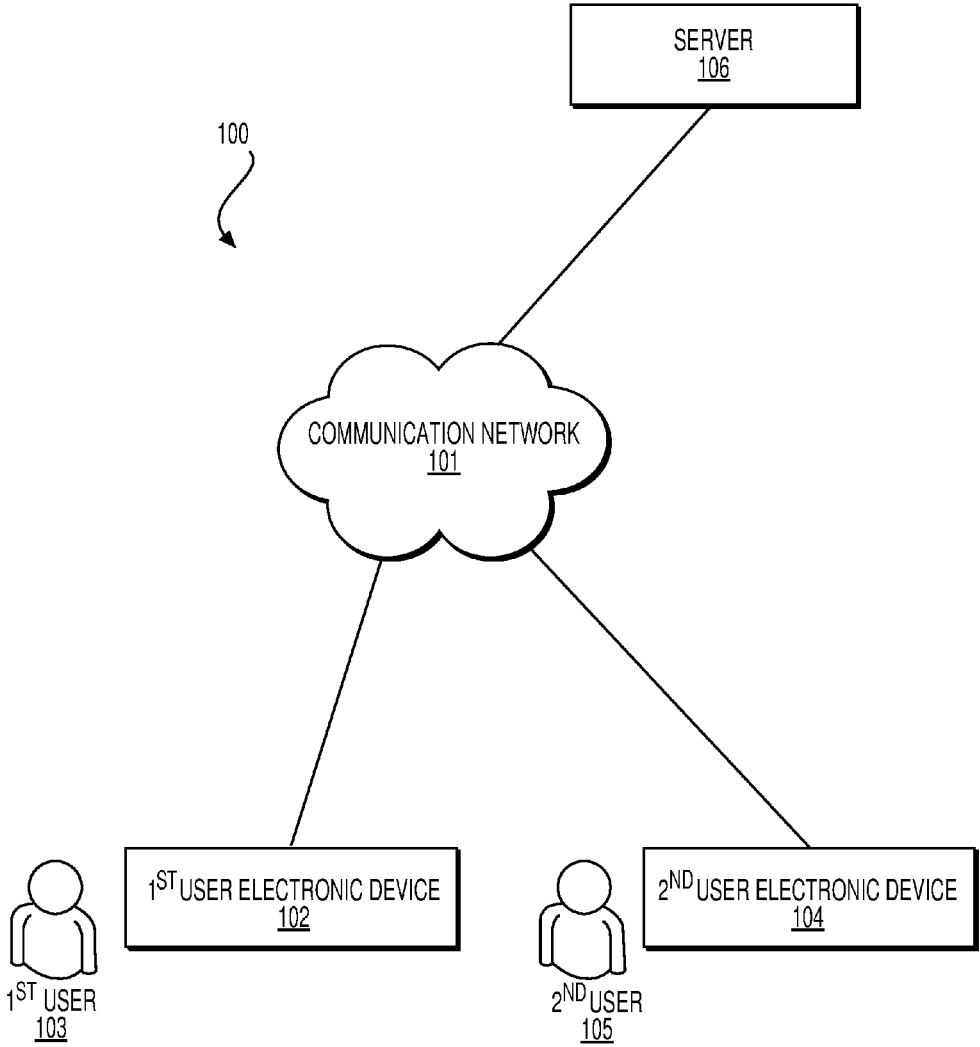 SERVER
106
100
COMMUNICATION NETWORK
101
1ST USER ELECTRONIC DEVICE
102
2ND USER ELECTRONIC DEVICE
104
1ST USER
103
2ND USER
105